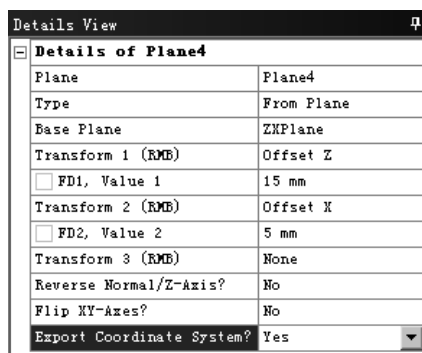 Details View
Details of Plane4
Plane Plane4
Type From Plane
Base Plane ZXPlane
Transform 1 (RMB) Offset Z
FD1, Value 1 15 mm
Transform 2 (RMB) Offset X
FD2, Value 2 5 mm
Transform 3 (RMB) None
Reverse Normal/Z-Axis? No
Flip XY-Axes? No
Export Coordinate System? Yes